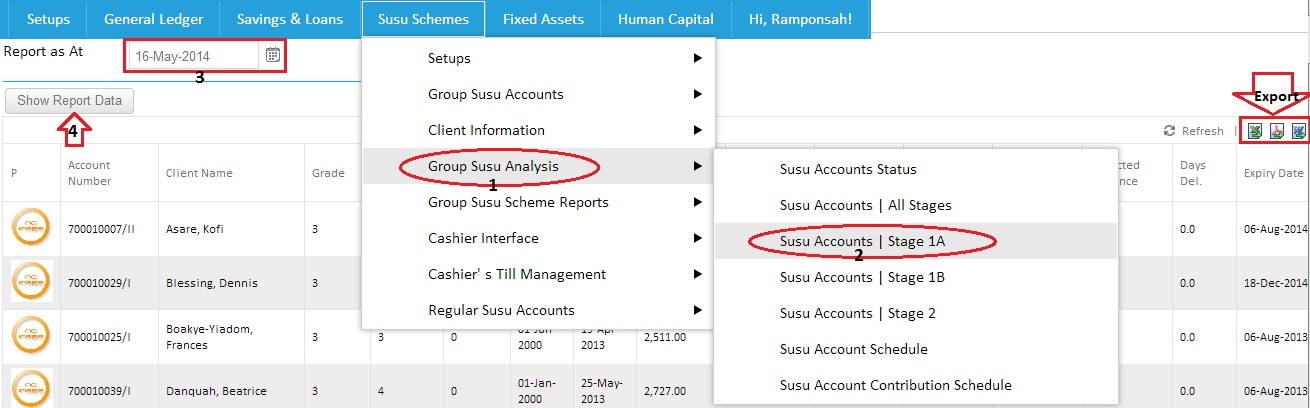 Setups General Ledger Savings & Loans Susu Schemes Fixed Assets Human Capital Hi, Ramponsah!
Report as At 16-May-2014
3
Setups
Group Susu Accounts
Show Report Data
4
Export
Client Information
Refresh
Group Susu Analysis
1
P Account Number Client Name Grade
cted
nce
Days
Del.
Expiry Date
Susu Accounts Status
Group Susu Scheme Reports
Susu Accounts | All Stages
700010007/II Asare, Kofi 3 0.0 06-Aug-2014
Cashier Interface
Susu Accounts | Stage 1A
2
Cashier' s Till Management
Susu Accounts | Stage 1B
700010029/I Blessing, Dennis 3 0.0 18-Dec-2014
Regular Susu Accounts
Susu Accounts | Stage 2
700010025/I Boakye-Yiadom,
Frances 3 3 0 01-Jan-
2000 19-Apr
2013 2,511.00 0.0 06-Aug-2013
Susu Account Schedule
Susu Account Contribution Schedule
700010039/I Danquah, Beatrice 3 4 0 01-Jan-
2000 25-May-
2013 2,727.00 0.0 06-Aug-2013